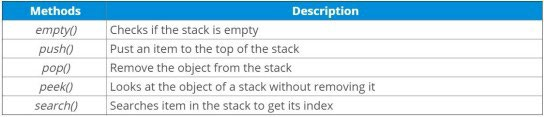 Methods Description
empty() Checks if the stack is empty
push() Pust an item to the top of the stack
pop() Remove the object from the stack
peek() Looks at the object of a stack without removing it
search() Searches item in the stack to get its index